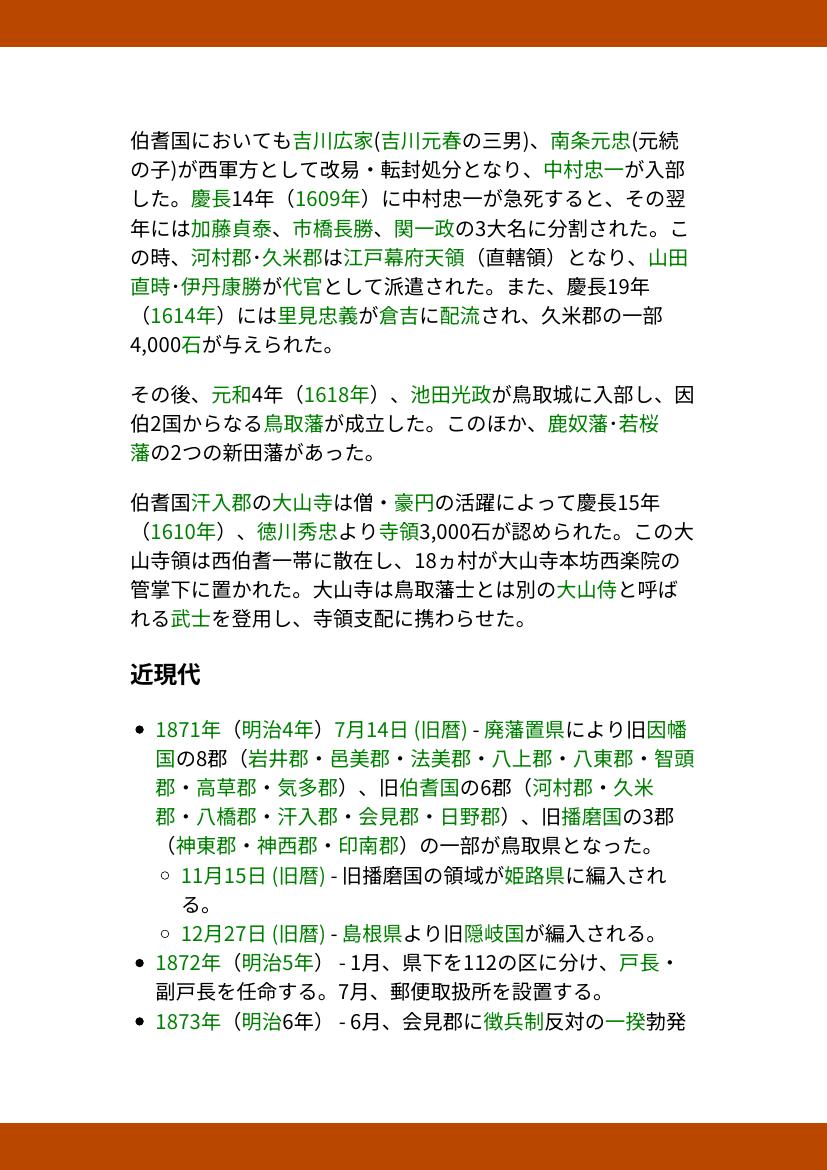 伯耆国においても吉川広家(吉川元春の三男)、南条元忠(元続
の子)が西軍方として改易・転封処分となり、中村忠一が入部
した。慶長14年（1609年）に中村忠一が急死すると、その翌
年には加藤貞泰、市橋長勝、関一政の3大名に分割された。こ
の時、河村郡･久米郡は江戸幕府天領（直轄領）となり、山田
直時･伊丹康勝が代官として派遣された。また、慶長19年
（1614年）には里見忠義が倉吉に配流され、久米郡の一部
4,000石が与えられた。
その後、元和4年（1618年）、池田光政が鳥取城に入部し、因
伯2国からなる鳥取藩が成立した。このほか、鹿奴藩･若桜
藩の2つの新田藩があった。
伯耆国汗入郡の大山寺は僧・豪円の活躍によって慶長15年
（1610年）、徳川秀忠より寺領3,000石が認められた。この大
山寺領は西伯耆一帯に散在し、18ヵ村が大山寺本坊西楽院の
管掌下に置かれた。大山寺は鳥取藩士とは別の大山侍と呼ば
れる武士を登用し、寺領支配に携わらせた。
近現代
• 1871年（明治4年）7月14日 (旧暦) - 廃藩置県により旧因幡
国の8郡（岩井郡・邑美郡・法美郡・八上郡・八東郡・智頭
郡・高草郡・気多郡）、旧伯耆国の6郡（河村郡・久米
郡・八橋郡・汗入郡・会見郡・日野郡）、旧播磨国の3郡
（神東郡・神西郡・印南郡）の一部が鳥取県となった。
◦ 11月15日 (旧暦) - 旧播磨国の領域が姫路県に編入され
る。
◦ 12月27日 (旧暦) - 島根県より旧隠岐国が編入される。
• 1872年（明治5年） - 1月、県下を112の区に分け、戸長・
副戸長を任命する。7月、郵便取扱所を設置する。
• 1873年（明治6年） - 6月、会見郡に徴兵制反対の一揆勃発